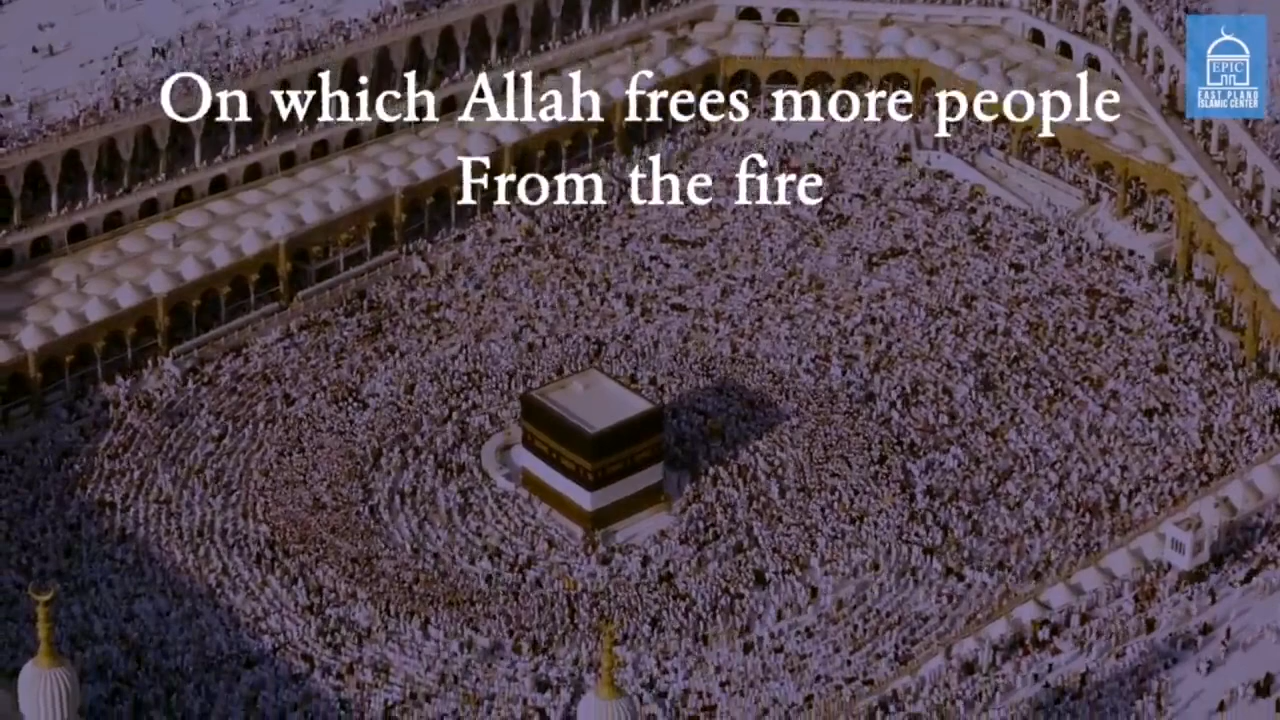 On which Allah frees more people
From the fire
EPIC
EAST PLANO
ISLAMIC CENTER